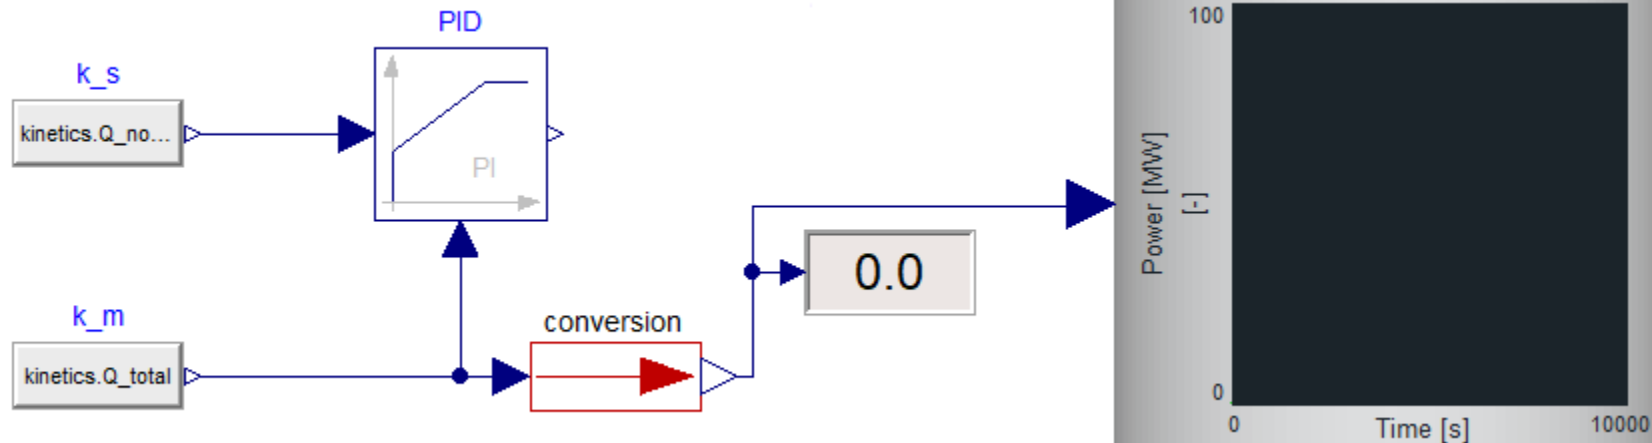 PID
k_s
kinetics.Q_no...
PI
k_m
kinetics.Q_total
conversion
0.0
100
Power [MW]
[-]
0
0
10000
Time [s]